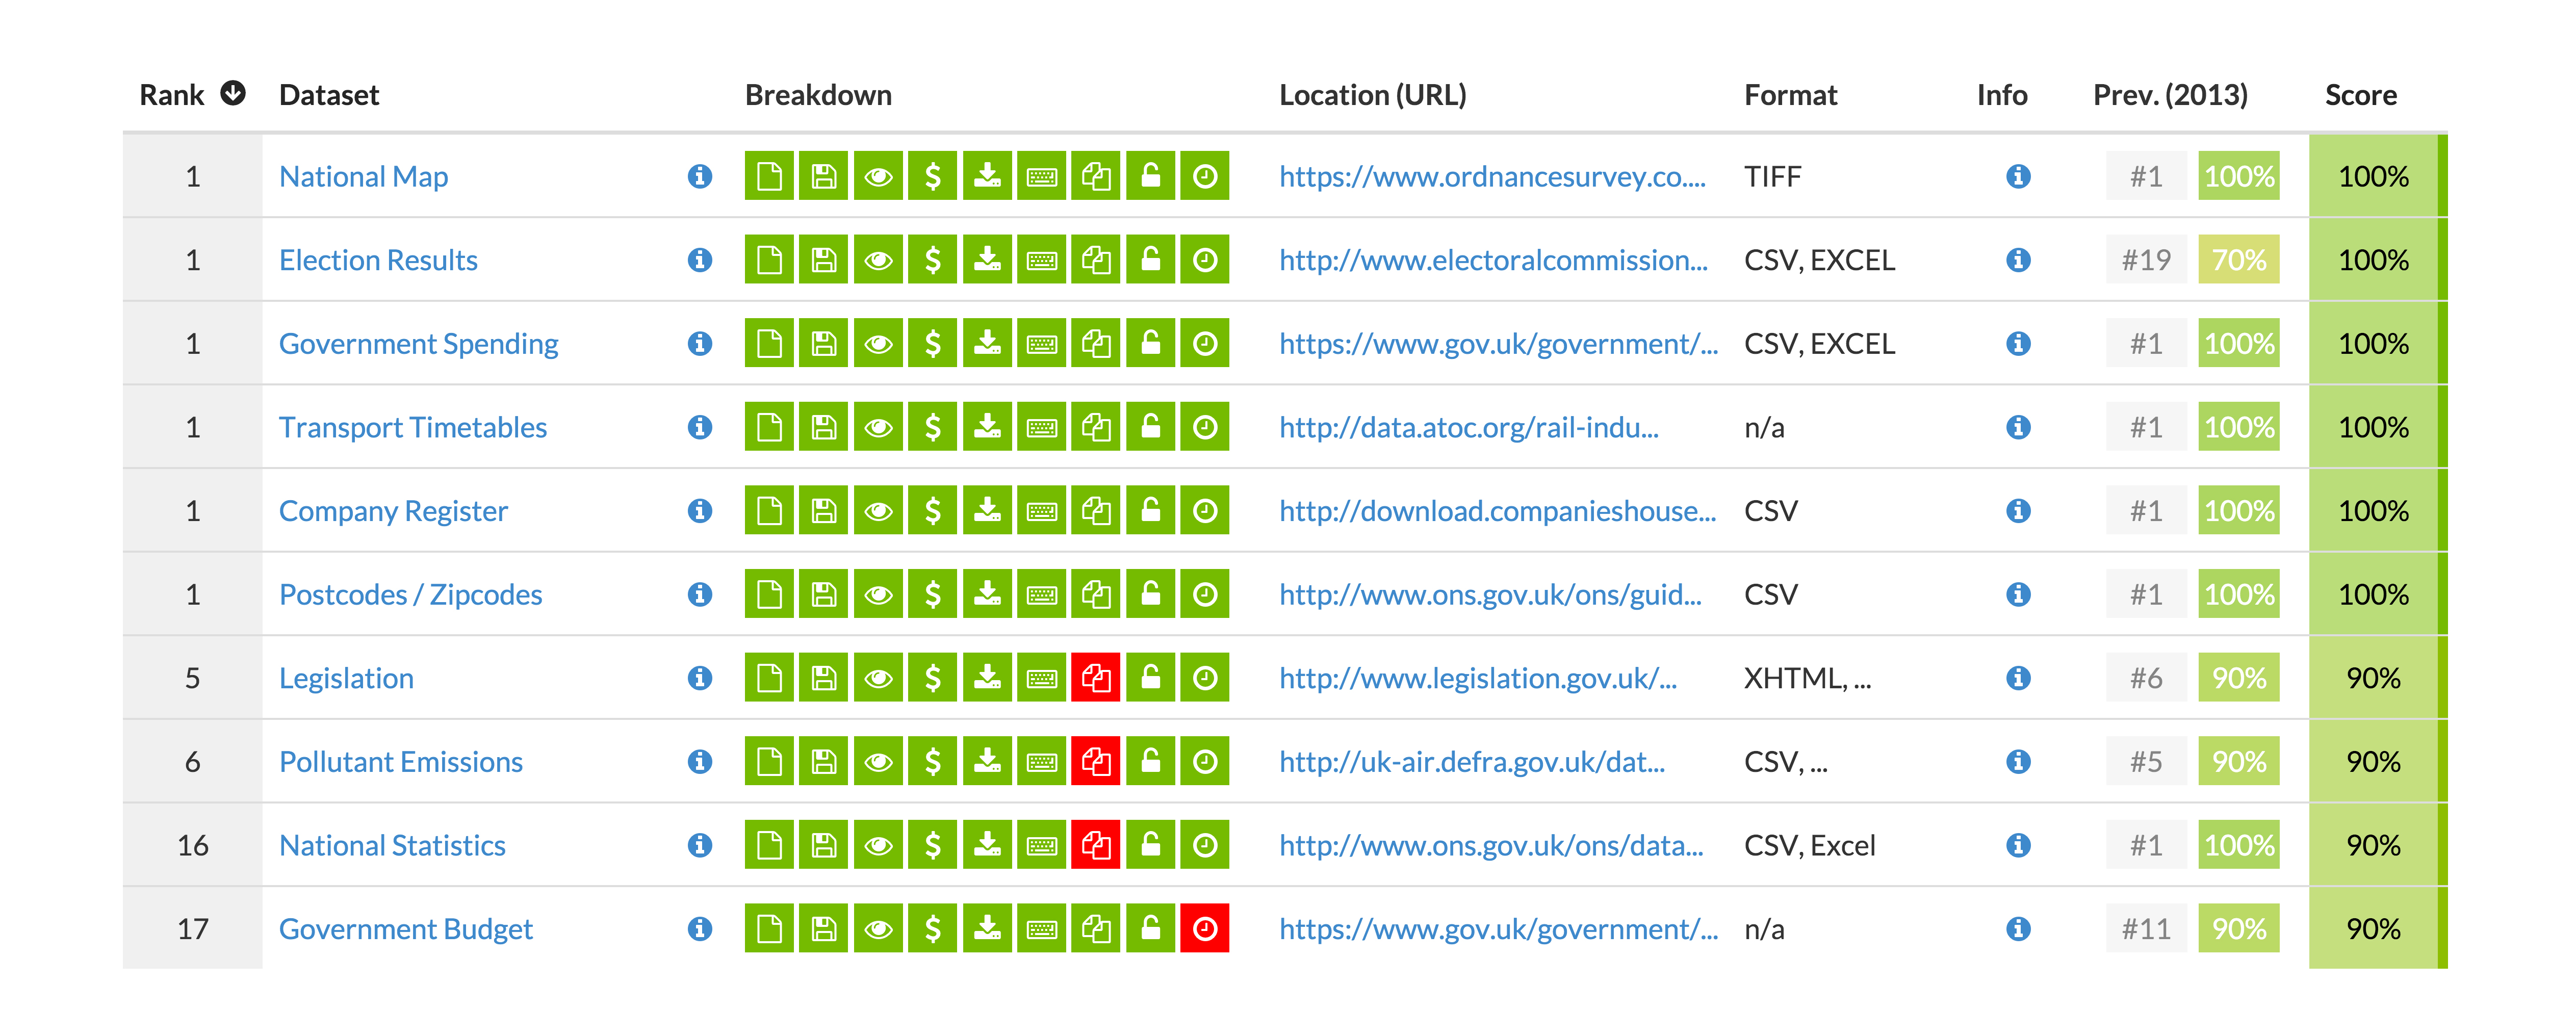 Rank Dataset Breakdown Location (URL) Format Info Prev. (2013) Score
1 National Map $ https://www.ordnancesurvey.co.... TIFF #1 100% 100%
1 Election Results $ http://www.electoralcommission... CSV, EXCEL #19 70% 100%
1 Government Spending $ https://www.gov.uk/government/... CSV, EXCEL #1 100% 100%
1 Transport Timetables $ http://data.atoc.org/rail-indu... n/a #1 100% 100%
1 Company Register $ http://download.companieshouse... CSV #1 100% 100%
1 Postcodes / Zipcodes $ http://www.ons.gov.uk/ons/guid... CSV #1 100% 100%
5 Legislation $ http://www.legislation.gov.uk/... XHTML, ... #6 90% 90%
6 Pollutant Emissions $ http://uk-air.defra.gov.uk/dat... CSV, ... #5 90% 90%
16 National Statistics $ http://www.ons.gov.uk/ons/data... CSV, Excel #1 100% 90%
17 Government Budget $ https://www.gov.uk/government/... n/a #11 90% 90%